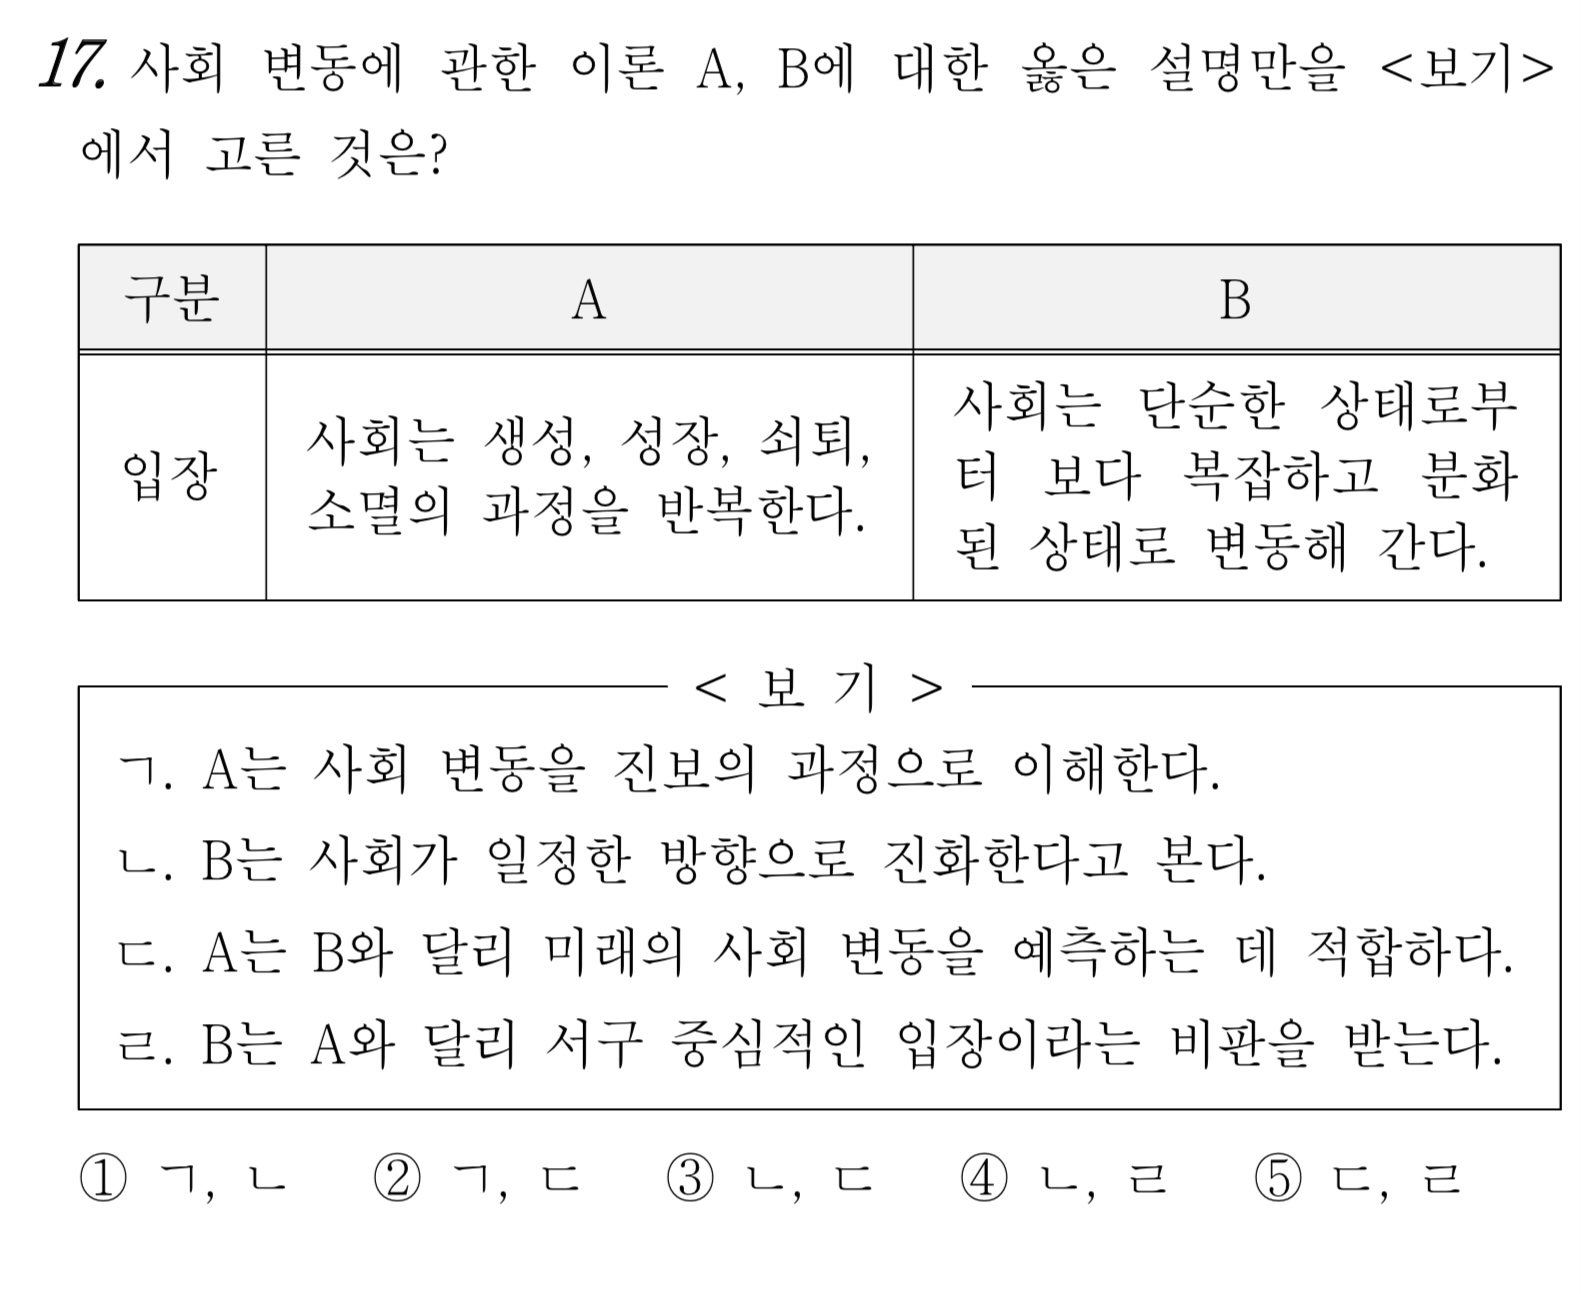 17. 사회 변동에 관한 이론 A, B에 대한 옳은 설명만을 <보기>
에서 고른 것은?
구분 A B
입장
사회는 생성, 성장, 쇠퇴,
소멸의 과정을 반복한다.
사회는 단순한 상태로부
터 보다 복잡하고 분화
된 상태로 변동해 간다.
< 보 기 >
ㄱ. A는 사회 변동을 진보의 과정으로 이해한다.
ㄴ. B는 사회가 일정한 방향으로 진화한다고 본다.
ㄷ. A는 B와 달리 미래의 사회 변동을 예측하는 데 적합하다.
ㄹ. B는 A와 달리 서구 중심적인 입장이라는 비판을 받는다.
① ㄱ, ㄴ ② ㄱ, ㄷ ③ ㄴ, ㄷ ④ ㄴ, ㄹ ⑤ ㄷ, ㄹ